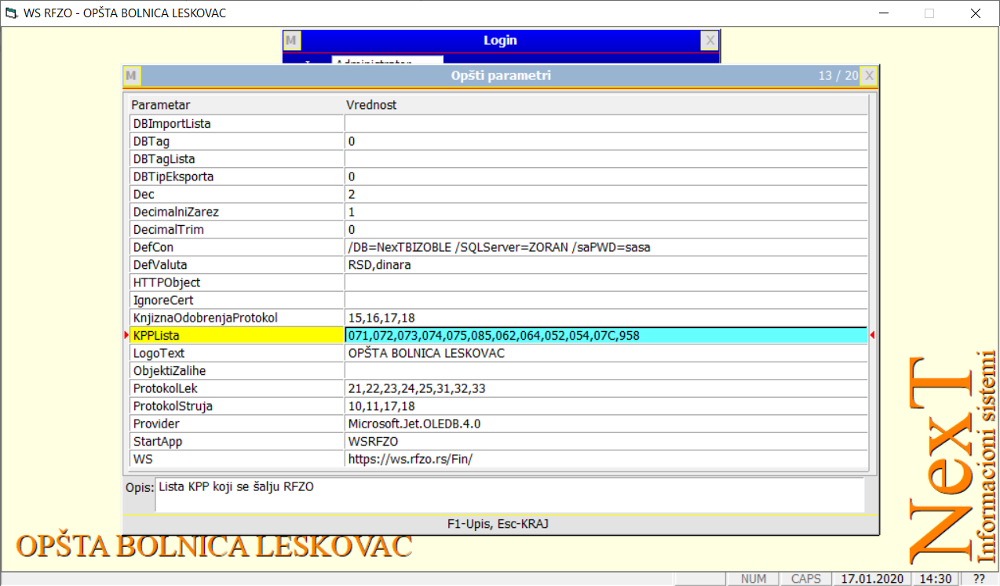 WS RFZO - OPŠTA BOLNICA LESKOVAC
M Login X
Administrator
M Opšti parametri 13 / 20 X
Parametar Vrednost
DBImportLista
DBTag 0
DBTagLista
DBTipEksporta 0
Dec 2
DecimalniZarez 1
DecimalTrim 0
DefCon /DB=NexTBIZOBLE /SQLServer=ZORAN /saPWD=sasa
DefValuta RSD,dinara
HTTPObject
IgnoreCert
KnjiznaOdobrenjaProtokol 15,16,17,18
KPPLista 071,072,073,074,075,085,062,064,052,054,07C,958
LogoText OPŠTA BOLNICA LESKOVAC
ObjektiZalihe
ProtokolLek 21,22,23,24,25,31,32,33
ProtokolStruja 10,11,17,18
Provider Microsoft.Jet.OLEDB.4.0
StartApp WSRFZO
WS https://ws.rfzo.rs/Fin/
Opis: Lista KPP koji se šalju RFZO
F1-Upis, Esc-KRAJ
OPŠTA BOLNICA LESKOVAC
NexT
Informacioni sistemi
NUM CAPS 17.01.2020 14:30 ??